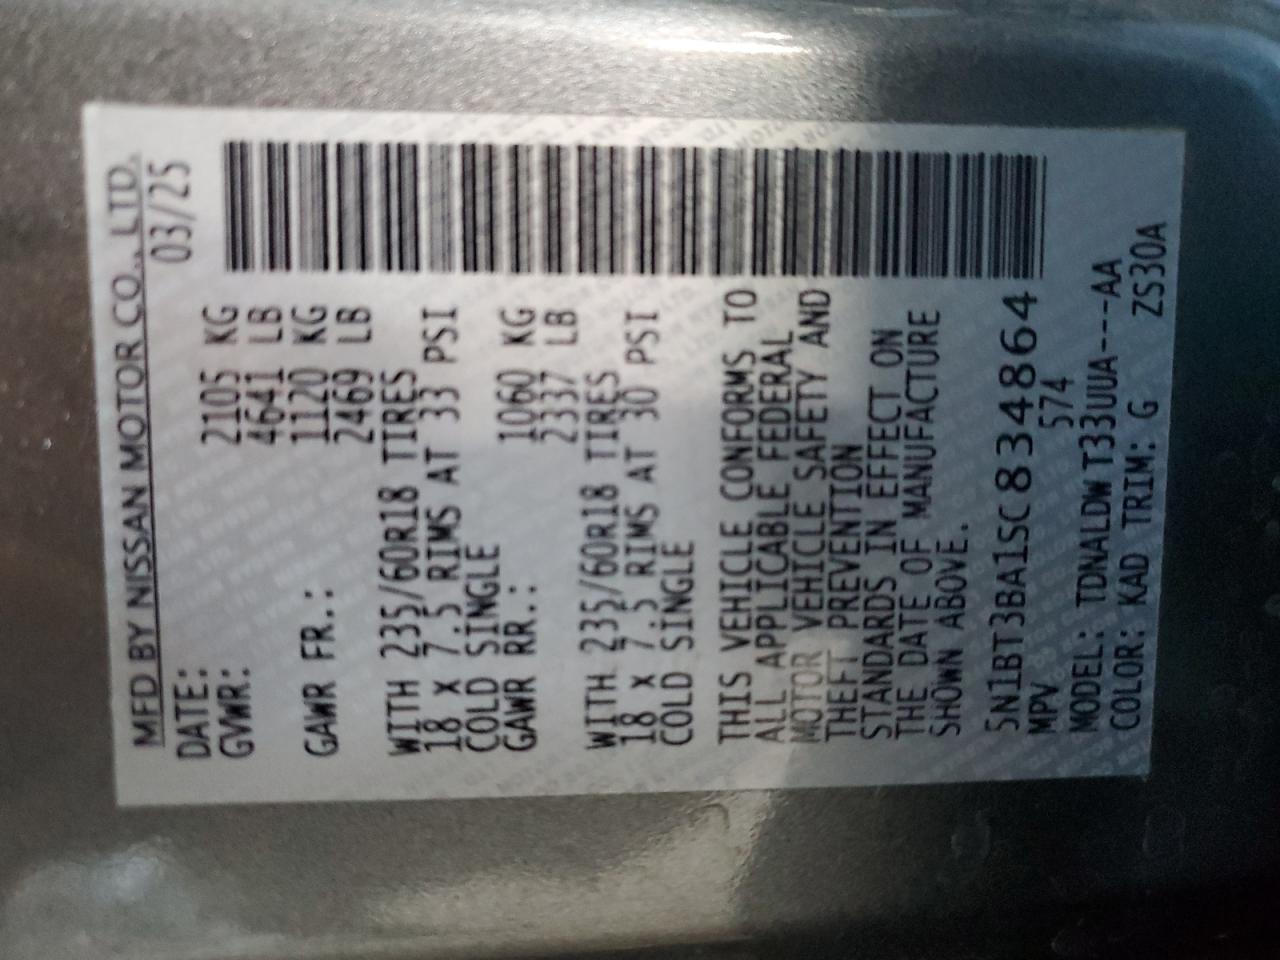 MFD BY NISSAN MOTOR CO., LTD.
DATE: 03/25
GVWR: 2105 KG
4641 LB
GAWR FR.: 1120 KG
2469 LB
WITH 235/60R18 TIRES
18 x 7.5 RIMS AT 33 PSI
COLD SINGLE
GAWR RR.: 1060 KG
2337 LB
WITH 235/60R18 TIRES
18 x 7.5 RIMS AT 30 PSI
COLD SINGLE
THIS VEHICLE CONFORMS TO
ALL APPLICABLE FEDERAL
MOTOR VEHICLE SAFETY AND
THEFT PREVENTION
STANDARDS IN EFFECT ON
THE DATE OF MANUFACTURE
SHOWN ABOVE.
5N1BT3BA1SC834864
MPV 574
MODEL: TDNALDW T33UUA---AA
COLOR: KAD TRIM: G ZS30A